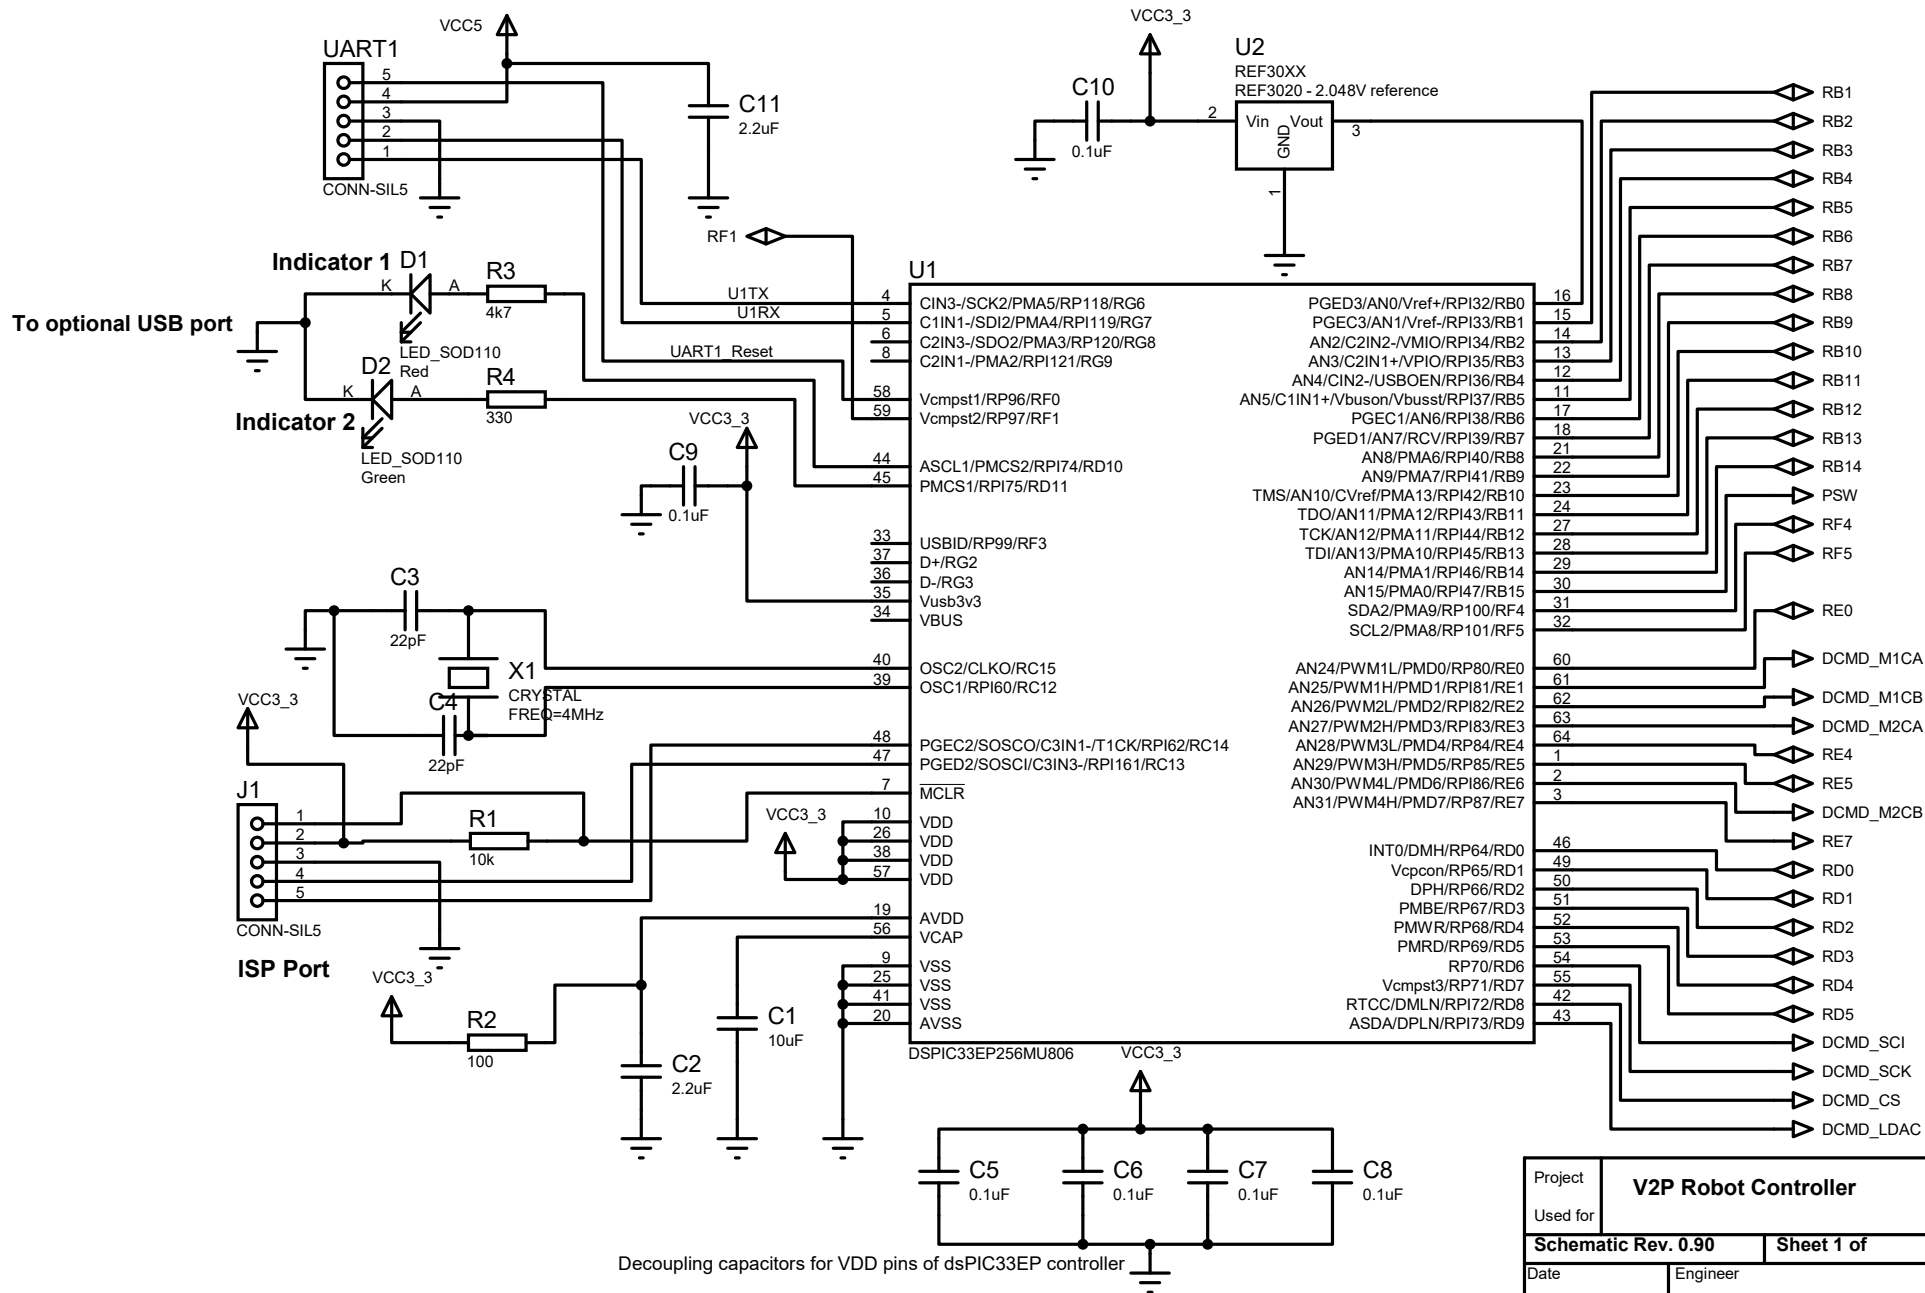 VCC5
UART1
5
4
3
2
1
CONN-SIL5
C11
2.2uF
VCC3_3
C10
0.1uF
U2
REF30XX
REF3020 - 2.048V reference
2
Vin
Vout
GND
3
1
RF1
Indicator 1
D1
K
A
R3
4k7
LED_SOD110
Red
To optional USB port
D2
K
A
R4
330
Indicator 2
LED_SOD110
Green
U1TX
U1RX
UART1_Reset
VCC3_3
C9
0.1uF
C3
22pF
X1
CRYSTAL
FREQ=4MHz
C4
22pF
VCC3_3
J1
1
2
3
4
5
CONN-SIL5
ISP Port
R1
10k
VCC3_3
VCC3_3
R2
100
C2
2.2uF
C1
10uF
U1
4 CIN3-/SCK2/PMA5/RP118/RG6
5 C1IN1-/SDI2/PMA4/RPI119/RG7
6 C2IN3-/SDO2/PMA3/RP120/RG8
8 C2IN1-/PMA2/RPI121/RG9
58 Vcmpst1/RP96/RF0
59 Vcmpst2/RP97/RF1
44 ASCL1/PMCS2/RPI74/RD10
45 PMCS1/RPI75/RD11
33 USBID/RP99/RF3
37 D+/RG2
36 D-/RG3
35 Vusb3v3
34 VBUS
40 OSC2/CLKO/RC15
39 OSC1/RPI60/RC12
48 PGEC2/SOSCO/C3IN1-/T1CK/RPI62/RC14
47 PGED2/SOSCI/C3IN3-/RPI161/RC13
7 MCLR
10 VDD
26 VDD
38 VDD
57 VDD
19 AVDD
56 VCAP
9 VSS
25 VSS
41 VSS
20 AVSS
DSPIC33EP256MU806
PGED3/AN0/Vref+/RPI32/RB0 16
PGEC3/AN1/Vref-/RPI33/RB1 15
AN2/C2IN2-/VMIO/RPI34/RB2 14
AN3/C2IN1+/VPIO/RPI35/RB3 13
AN4/CIN2-/USBOEN/RPI36/RB4 12
AN5/C1IN1+/Vbuson/Vbusst/RPI37/RB5 11
PGEC1/AN6/RPI38/RB6 17
PGED1/AN7/RCV/RPI39/RB7 18
AN8/PMA6/RPI40/RB8 21
AN9/PMA7/RPI41/RB9 22
TMS/AN10/CVref/PMA13/RPI42/RB10 23
TDO/AN11/PMA12/RPI43/RB11 24
TCK/AN12/PMA11/RPI44/RB12 27
TDI/AN13/PMA10/RPI45/RB13 28
AN14/PMA1/RPI46/RB14 29
AN15/PMA0/RPI47/RB15 30
SDA2/PMA9/RP100/RF4 31
SCL2/PMA8/RP101/RF5 32
AN24/PWM1L/PMD0/RP80/RE0 60
AN25/PWM1H/PMD1/RPI81/RE1 61
AN26/PWM2L/PMD2/RPI82/RE2 62
AN27/PWM2H/PMD3/RPI83/RE3 63
AN28/PWM3L/PMD4/RP84/RE4 64
AN29/PWM3H/PMD5/RP85/RE5 1
AN30/PWM4L/PMD6/RPI86/RE6 2
AN31/PWM4H/PMD7/RP87/RE7 3
INT0/DMH/RP64/RD0 46
Vcpcon/RP65/RD1 49
DPH/RP66/RD2 50
PMBE/RP67/RD3 51
PMWR/RP68/RD4 52
PMRD/RP69/RD5 53
RP70/RD6 54
Vcmpst3/RP71/RD7 55
RTCC/DMLN/RPI72/RD8 42
ASDA/DPLN/RPI73/RD9 43
RB1
RB2
RB3
RB4
RB5
RB6
RB7
RB8
RB9
RB10
RB11
RB12
RB13
RB14
PSW
RF4
RF5
RE0
DCMD_M1CA
DCMD_M1CB
DCMD_M2CA
RE4
RE5
DCMD_M2CB
RE7
RD0
RD1
RD2
RD3
RD4
RD5
DCMD_SCI
DCMD_SCK
DCMD_CS
DCMD_LDAC
VCC3_3
C5
0.1uF
C6
0.1uF
C7
0.1uF
C8
0.1uF
Decoupling capacitors for VDD pins of dsPIC33EP controller
Project
V2P Robot Controller
Used for
Schematic Rev. 0.90
Sheet 1 of
Date
Engineer